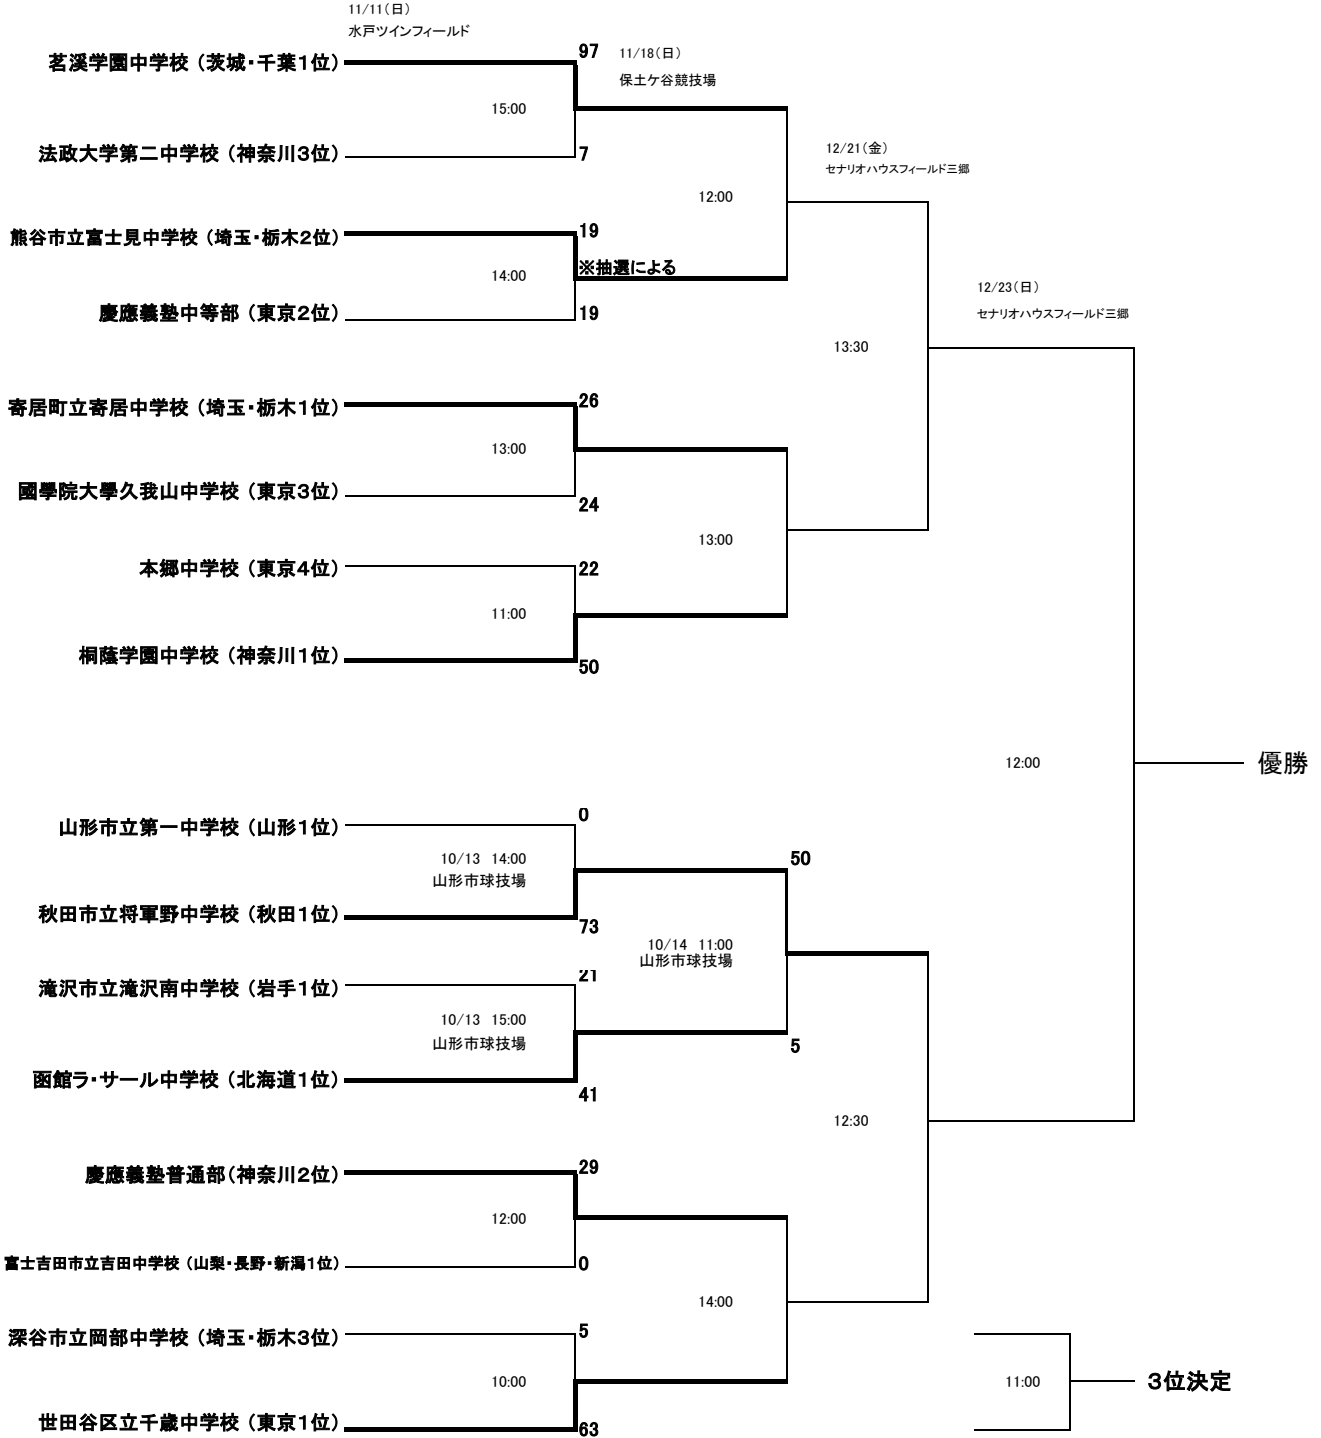 11/11(日)
水戸ツインフィールド
茗溪学園中学校 (茨城・千葉1位)
97
11/18(日)
保土ケ谷競技場
15:00
法政大学第二中学校 (神奈川3位)
7
12/21(金)
セナリオハウスフィールド三郷
12:00
熊谷市立富士見中学校 (埼玉・栃木2位)
19
14:00
※抽選による
慶應義塾中等部 (東京2位)
19
12/23(日)
セナリオハウスフィールド三郷
13:30
寄居町立寄居中学校 (埼玉・栃木1位)
26
13:00
國學院大學久我山中学校 (東京3位)
24
13:00
本郷中学校 (東京4位)
22
11:00
桐蔭学園中学校 (神奈川1位)
50
12:00
優勝
山形市立第一中学校 (山形1位)
0
10/13 14:00
山形市球技場
50
秋田市立将軍野中学校 (秋田1位)
73
10/14 11:00
山形市球技場
滝沢市立滝沢南中学校 (岩手1位)
21
10/13 15:00
山形市球技場
5
函館ラ・サール中学校 (北海道1位)
41
12:30
慶應義塾普通部(神奈川2位)
29
12:00
富士吉田市立吉田中学校 (山梨・長野・新潟1位)
0
14:00
深谷市立岡部中学校 (埼玉・栃木3位)
5
10:00
11:00
3位決定
世田谷区立千歳中学校 (東京1位)
63